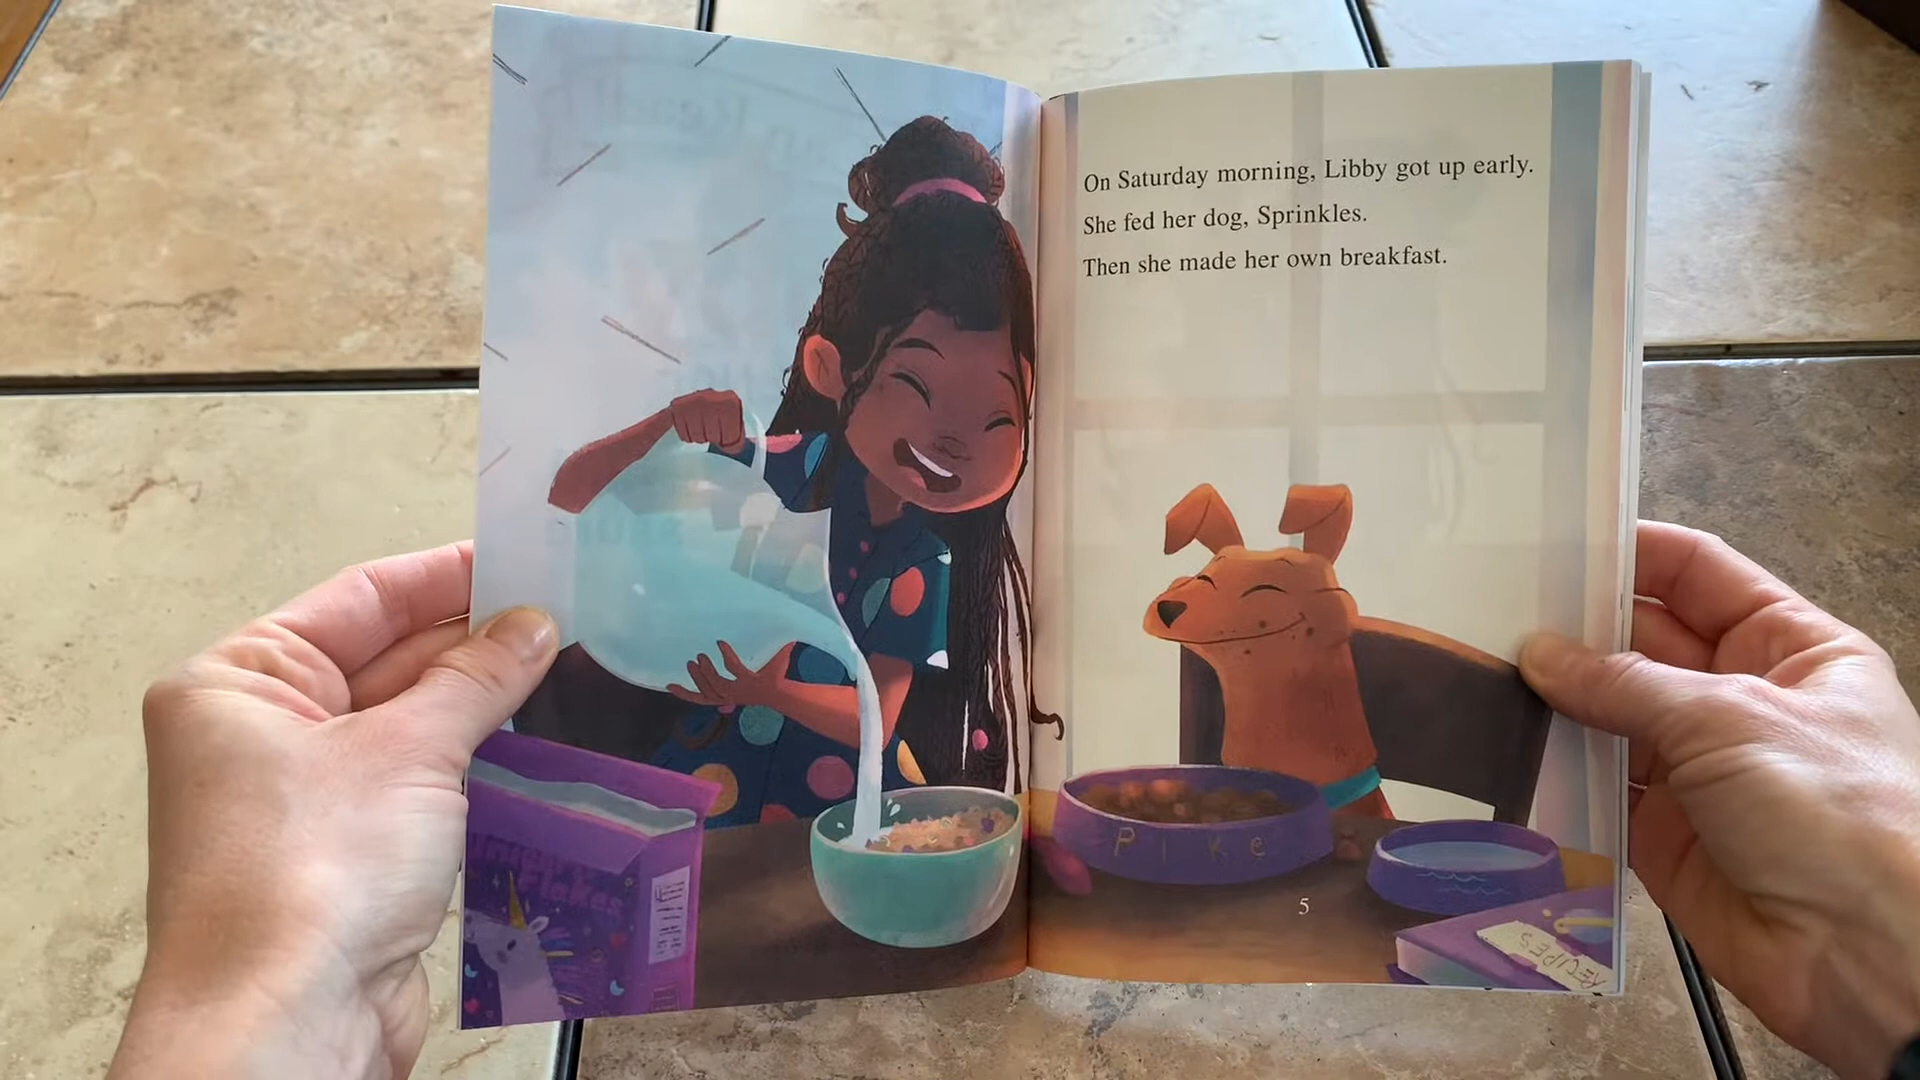 On Saturday morning, Libby got up early.
She fed her dog, Sprinkles.
Then she made her own breakfast.
Flakes
PIKe
5
RECIPES